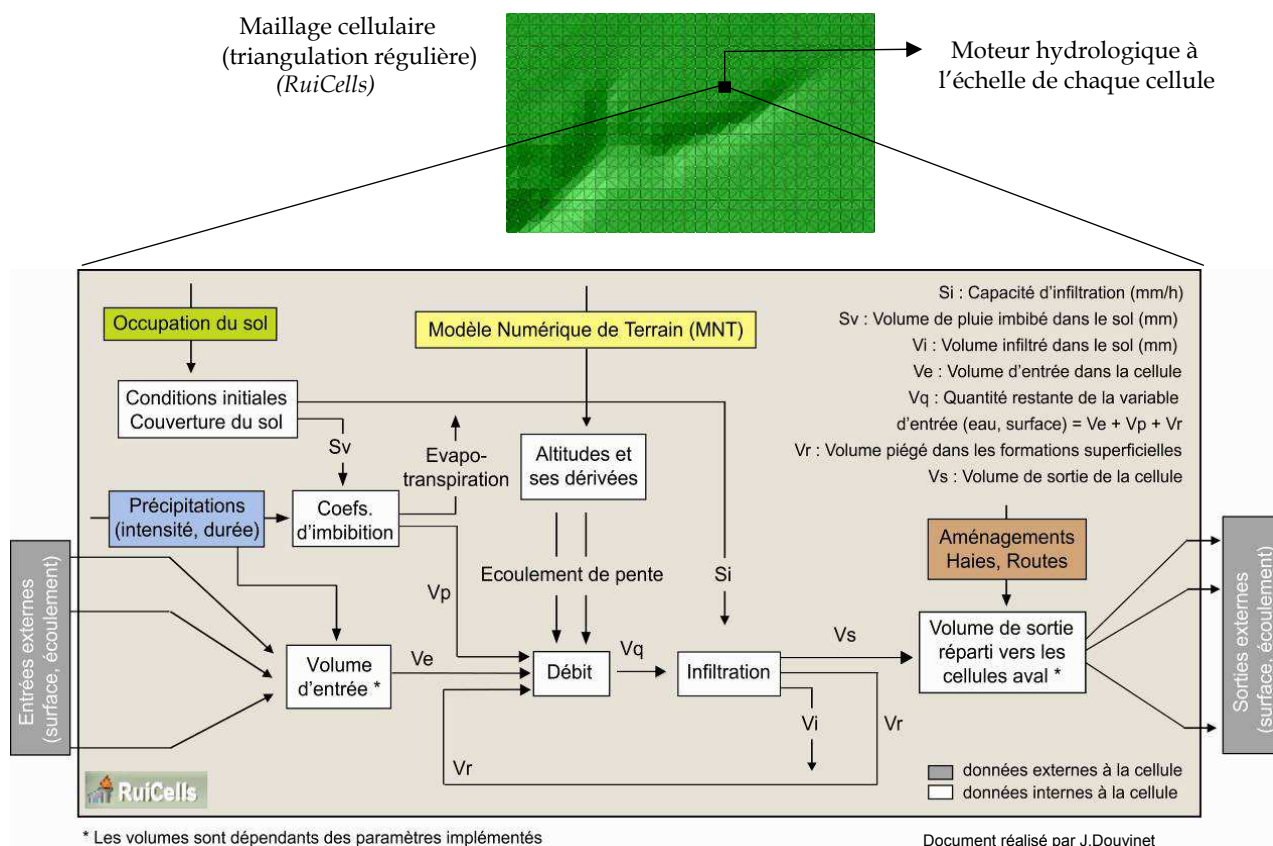 Maillage cellulaire
(triangulation régulière)
(RuiCells)
Moteur hydrologique à
l'échelle de chaque cellule
Occupation du sol
Modèle Numérique de Terrain (MNT)
Si : Capacité d'infiltration (mm/h)
Sv : Volume de pluie imbibé dans le sol (mm)
Vi : Volume infiltré dans le sol (mm)
Ve : Volume d'entrée dans la cellule
Vq : Quantité restante de la variable
d'entrée (eau, surface) = Ve + Vp + Vr
Vr : Volume piégé dans les formations superficielles
Vs : Volume de sortie de la cellule
Conditions initiales
Couverture du sol
Sv
Evapo-
transpiration
Altitudes et
ses dérivées
Précipitations
(intensité, durée)
Coefs.
d'imbibition
Aménagements
Haies, Routes
Entrées externes
(surface, écoulement)
Sorties externes
(surface, écoulement)
Ecoulement de pente
Vp
Si
Volume
d'entrée *
Ve
Débit
Vq
Infiltration
Vs
Volume de sortie
réparti vers les
cellules aval *
Vi
Vr
Vr
RuiCells
données externes à la cellule
données internes à la cellule
* Les volumes sont dépendants des paramètres implémentés
Document réalisé par J.Douvinet